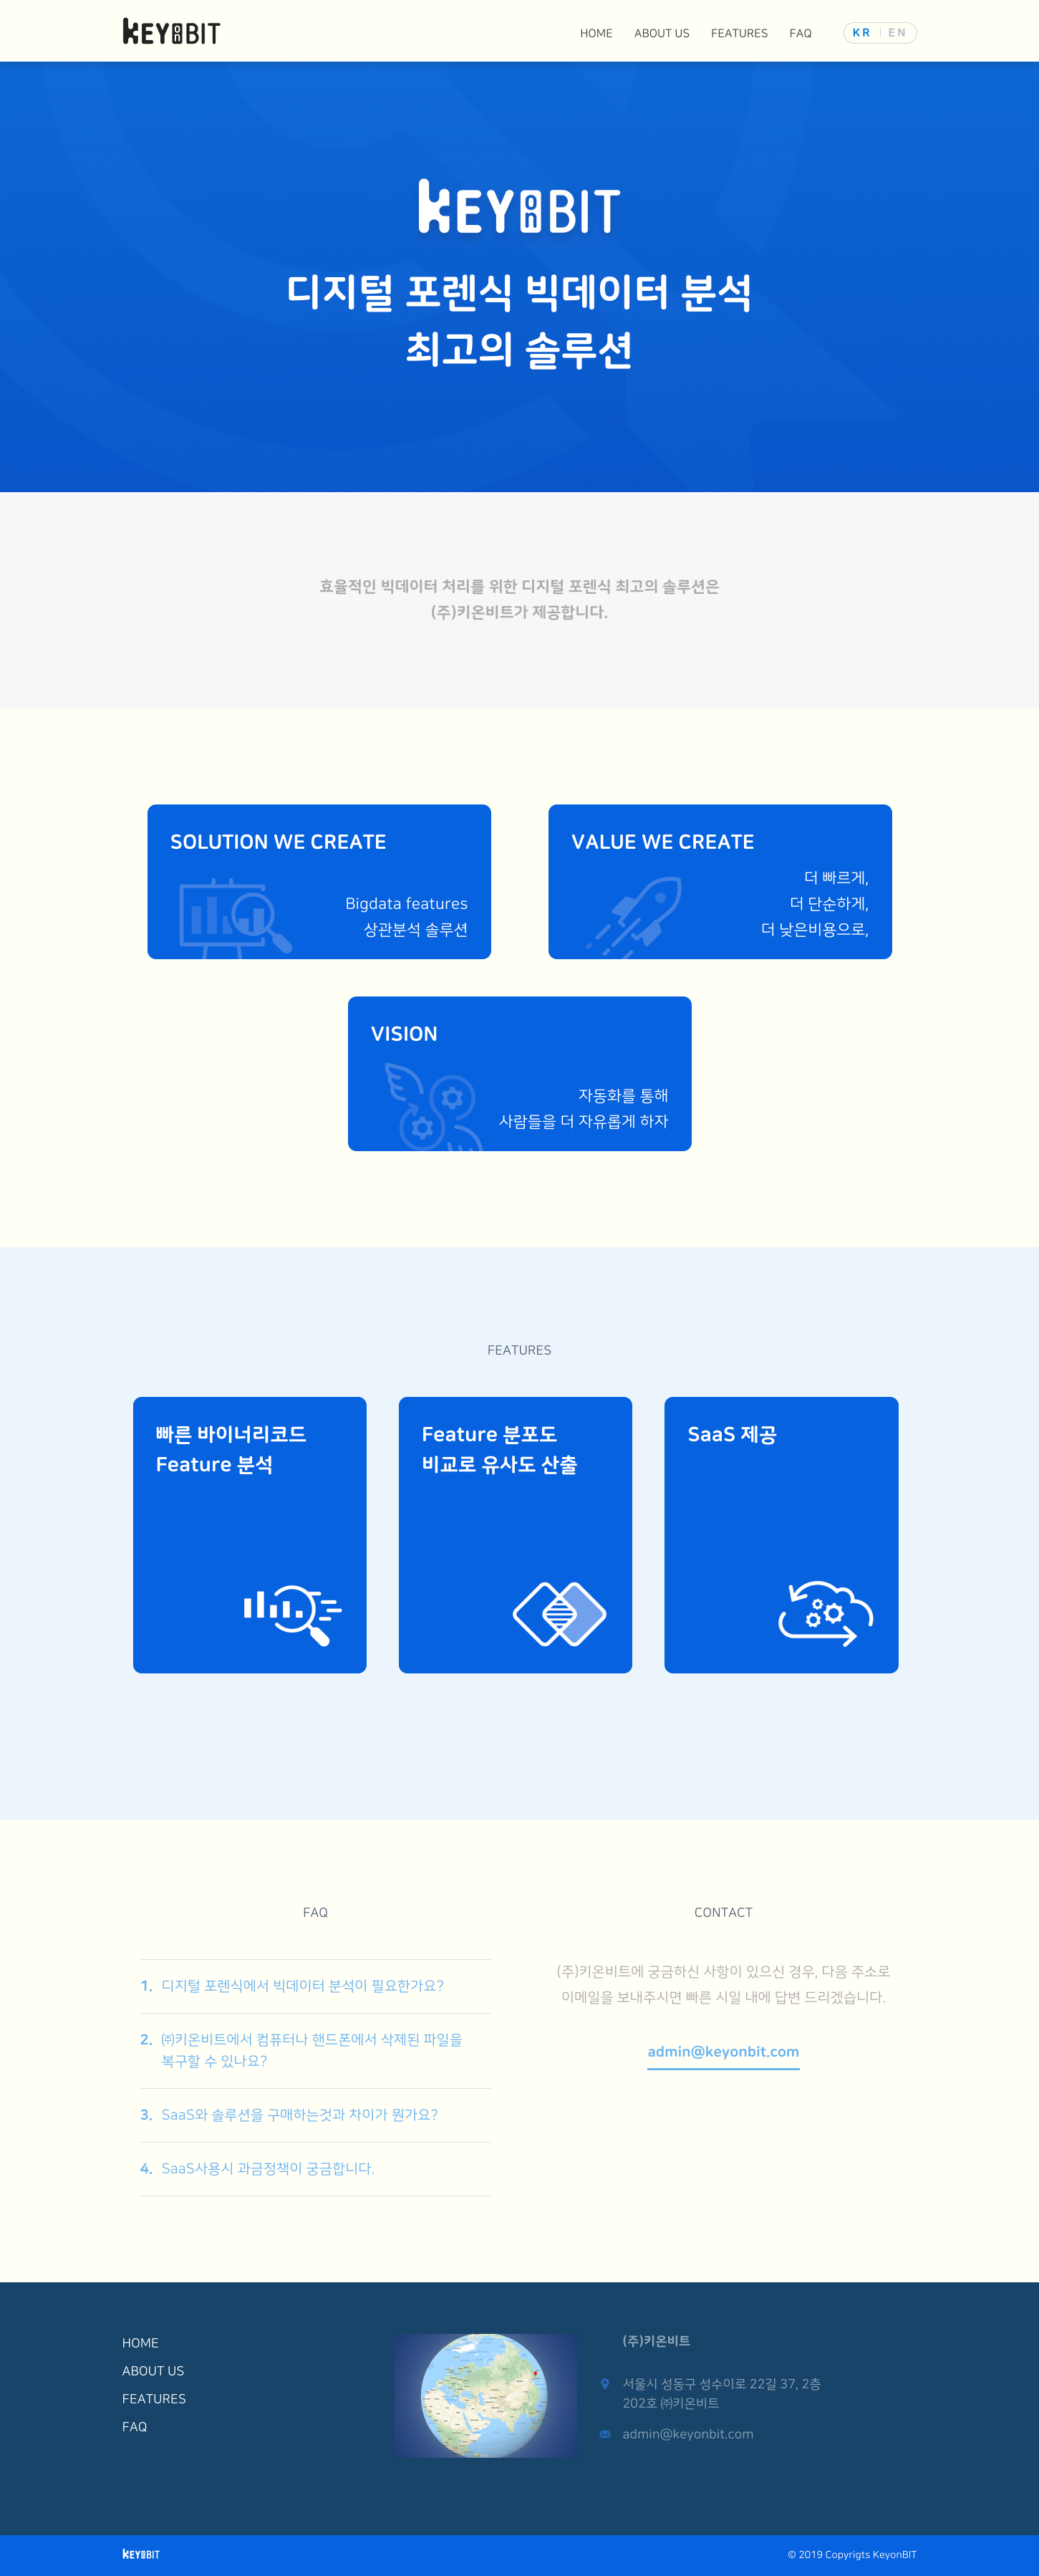 KEYONBIT
HOME
ABOUT US
FEATURES
FAQ
KR
EN
KEYONBIT
디지털 포렌식 빅데이터 분석
최고의 솔루션
효율적인 빅데이터 처리를 위한 디지털 포렌식 최고의 솔루션은
(주)키온비트가 제공합니다.
SOLUTION WE CREATE
Bigdata features
상관분석 솔루션
VALUE WE CREATE
더 빠르게,
더 단순하게,
더 낮은비용으로,
VISION
자동화를 통해
사람들을 더 자유롭게 하자
FEATURES
빠른 바이너리코드
Feature 분석
Feature 분포도
비교로 유사도 산출
SaaS 제공
FAQ
1. 디지털 포렌식에서 빅데이터 분석이 필요한가요?
2. ㈜키온비트에서 컴퓨터나 핸드폰에서 삭제된 파일을
복구할 수 있나요?
3. SaaS와 솔루션을 구매하는것과 차이가 뭔가요?
4. SaaS사용시 과금정책이 궁금합니다.
CONTACT
(주)키온비트에 궁금하신 사항이 있으신 경우, 다음 주소로
이메일을 보내주시면 빠른 시일 내에 답변 드리겠습니다.
admin@keyonbit.com
HOME
ABOUT US
FEATURES
FAQ
(주)키온비트
서울시 성동구 성수이로 22길 37, 2층
202호 ㈜키온비트
admin@keyonbit.com
KEYONBIT
© 2019 Copyrigts KeyonBIT